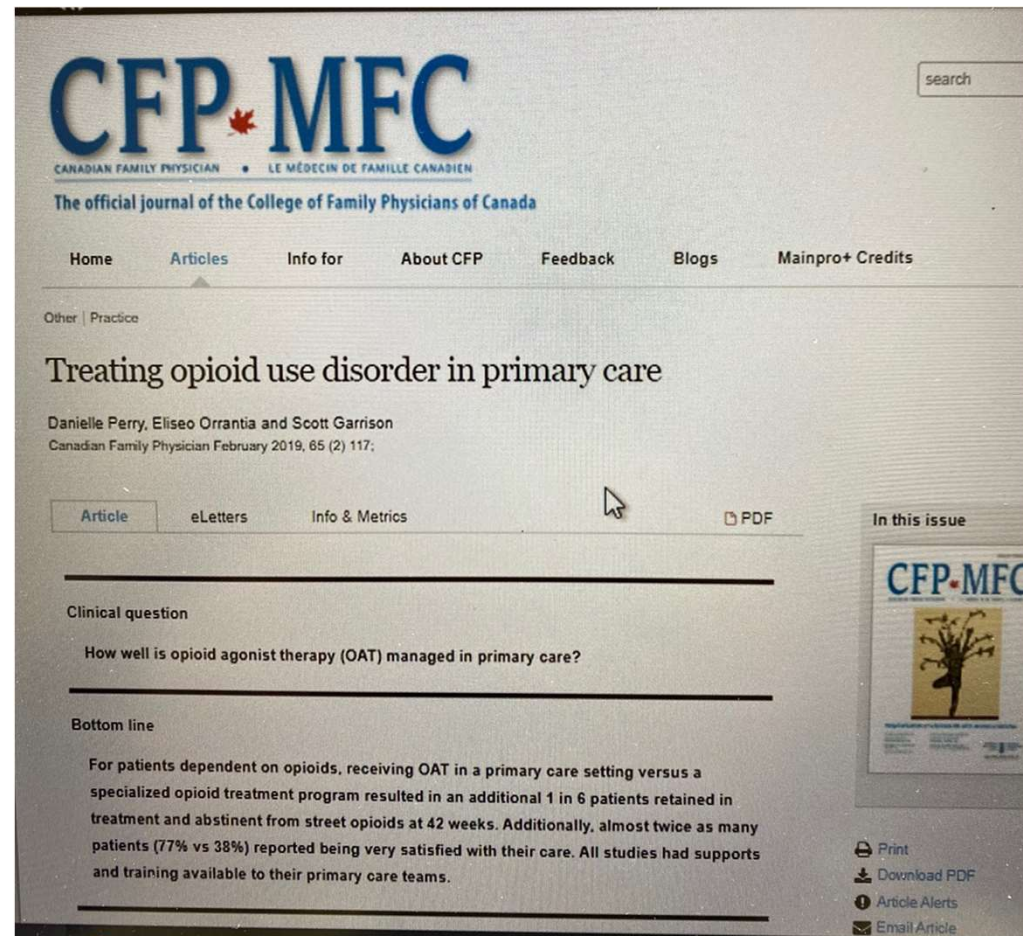 CFP MFC
CANADIAN FAMILY PHYSICIAN • LE MÉDECIN DE FAMILLE CANADIEN
The official journal of the College of Family Physicians of Canada
search
Home Articles Info for About CFP Feedback Blogs Mainpro+ Credits
Other | Practice
Treating opioid use disorder in primary care
Danielle Perry, Eliseo Orrantia and Scott Garrison
Canadian Family Physician February 2019, 65 (2) 117;
Article eLetters Info & Metrics PDF
In this issue
CFP MFC
Clinical question
How well is opioid agonist therapy (OAT) managed in primary care?
Bottom line
For patients dependent on opioids, receiving OAT in a primary care setting versus a
specialized opioid treatment program resulted in an additional 1 in 6 patients retained in
treatment and abstinent from street opioids at 42 weeks. Additionally, almost twice as many
patients (77% vs 38%) reported being very satisfied with their care. All studies had supports
and training available to their primary care teams.
Print
Download PDF
Article Alerts
Email Article